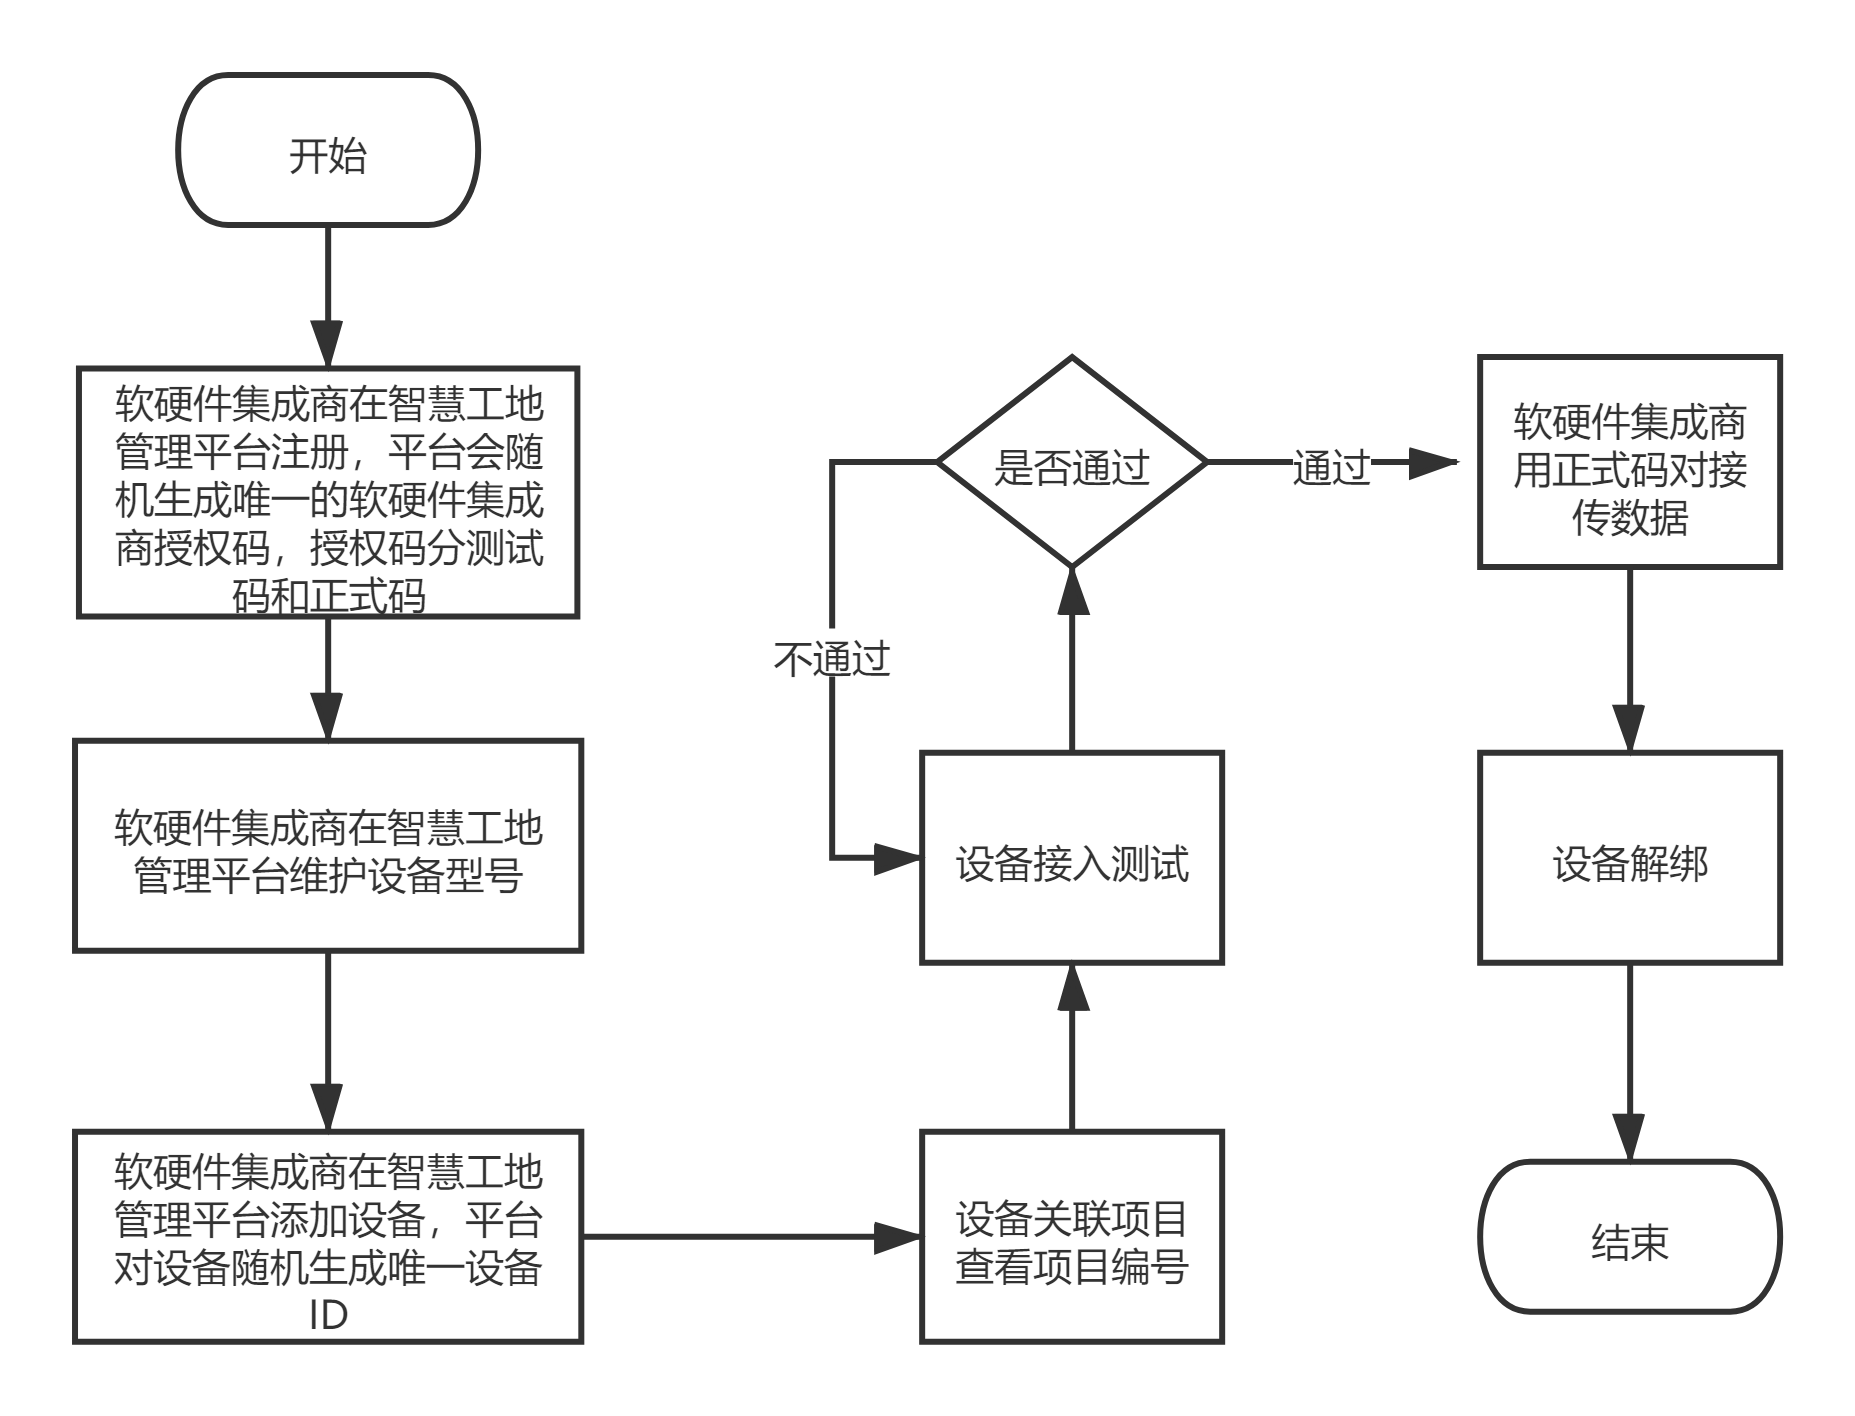 开始
软硬件集成商在智慧工地
管理平台注册，平台会随
机生成唯一的软硬件集成
商授权码，授权码分测试
码和正式码
软硬件集成商在智慧工地
管理平台维护设备型号
软硬件集成商在智慧工地
管理平台添加设备，平台
对设备随机生成唯一设备
ID
设备关联项目
查看项目编号
设备接入测试
是否通过
不通过
通过
软硬件集成商
用正式码对接
传数据
设备解绑
结束